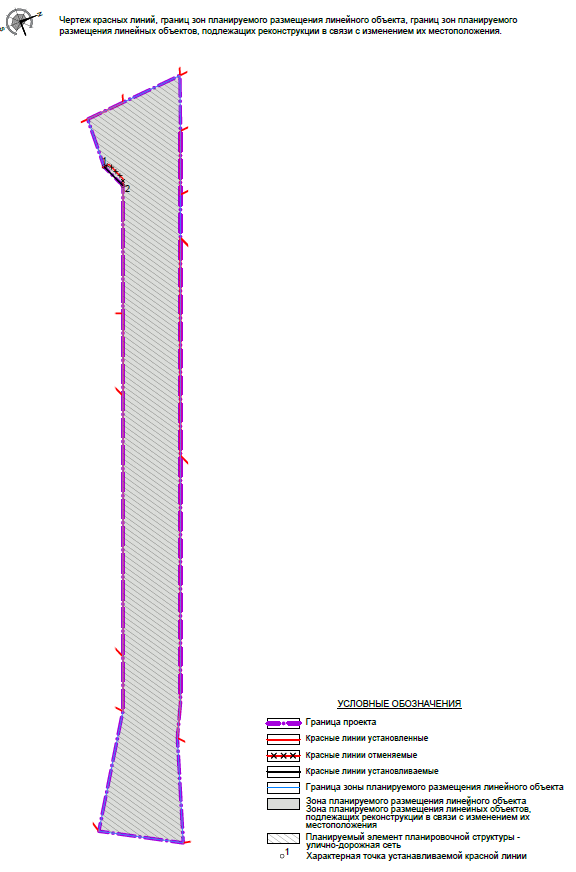 Чертеж красных линий, границ зон планируемого размещения линейного объекта, границ зон планируемого
размещения линейных объектов, подлежащих реконструкции в связи с изменением их местоположения.
1
2
УСЛОВНЫЕ ОБОЗНАЧЕНИЯ
Граница проекта
Красные линии установленные
Красные линии отменяемые
Красные линии устанавливаемые
Граница зоны планируемого размещения линейного объекта
Зона планируемого размещения линейного объекта
Зона планируемого размещения линейных объектов,
подлежащих реконструкции в связи с изменением их
местоположения
Планируемый элемент планировочной структуры -
улично-дорожная сеть
1
Характерная точка устанавливаемой красной линии